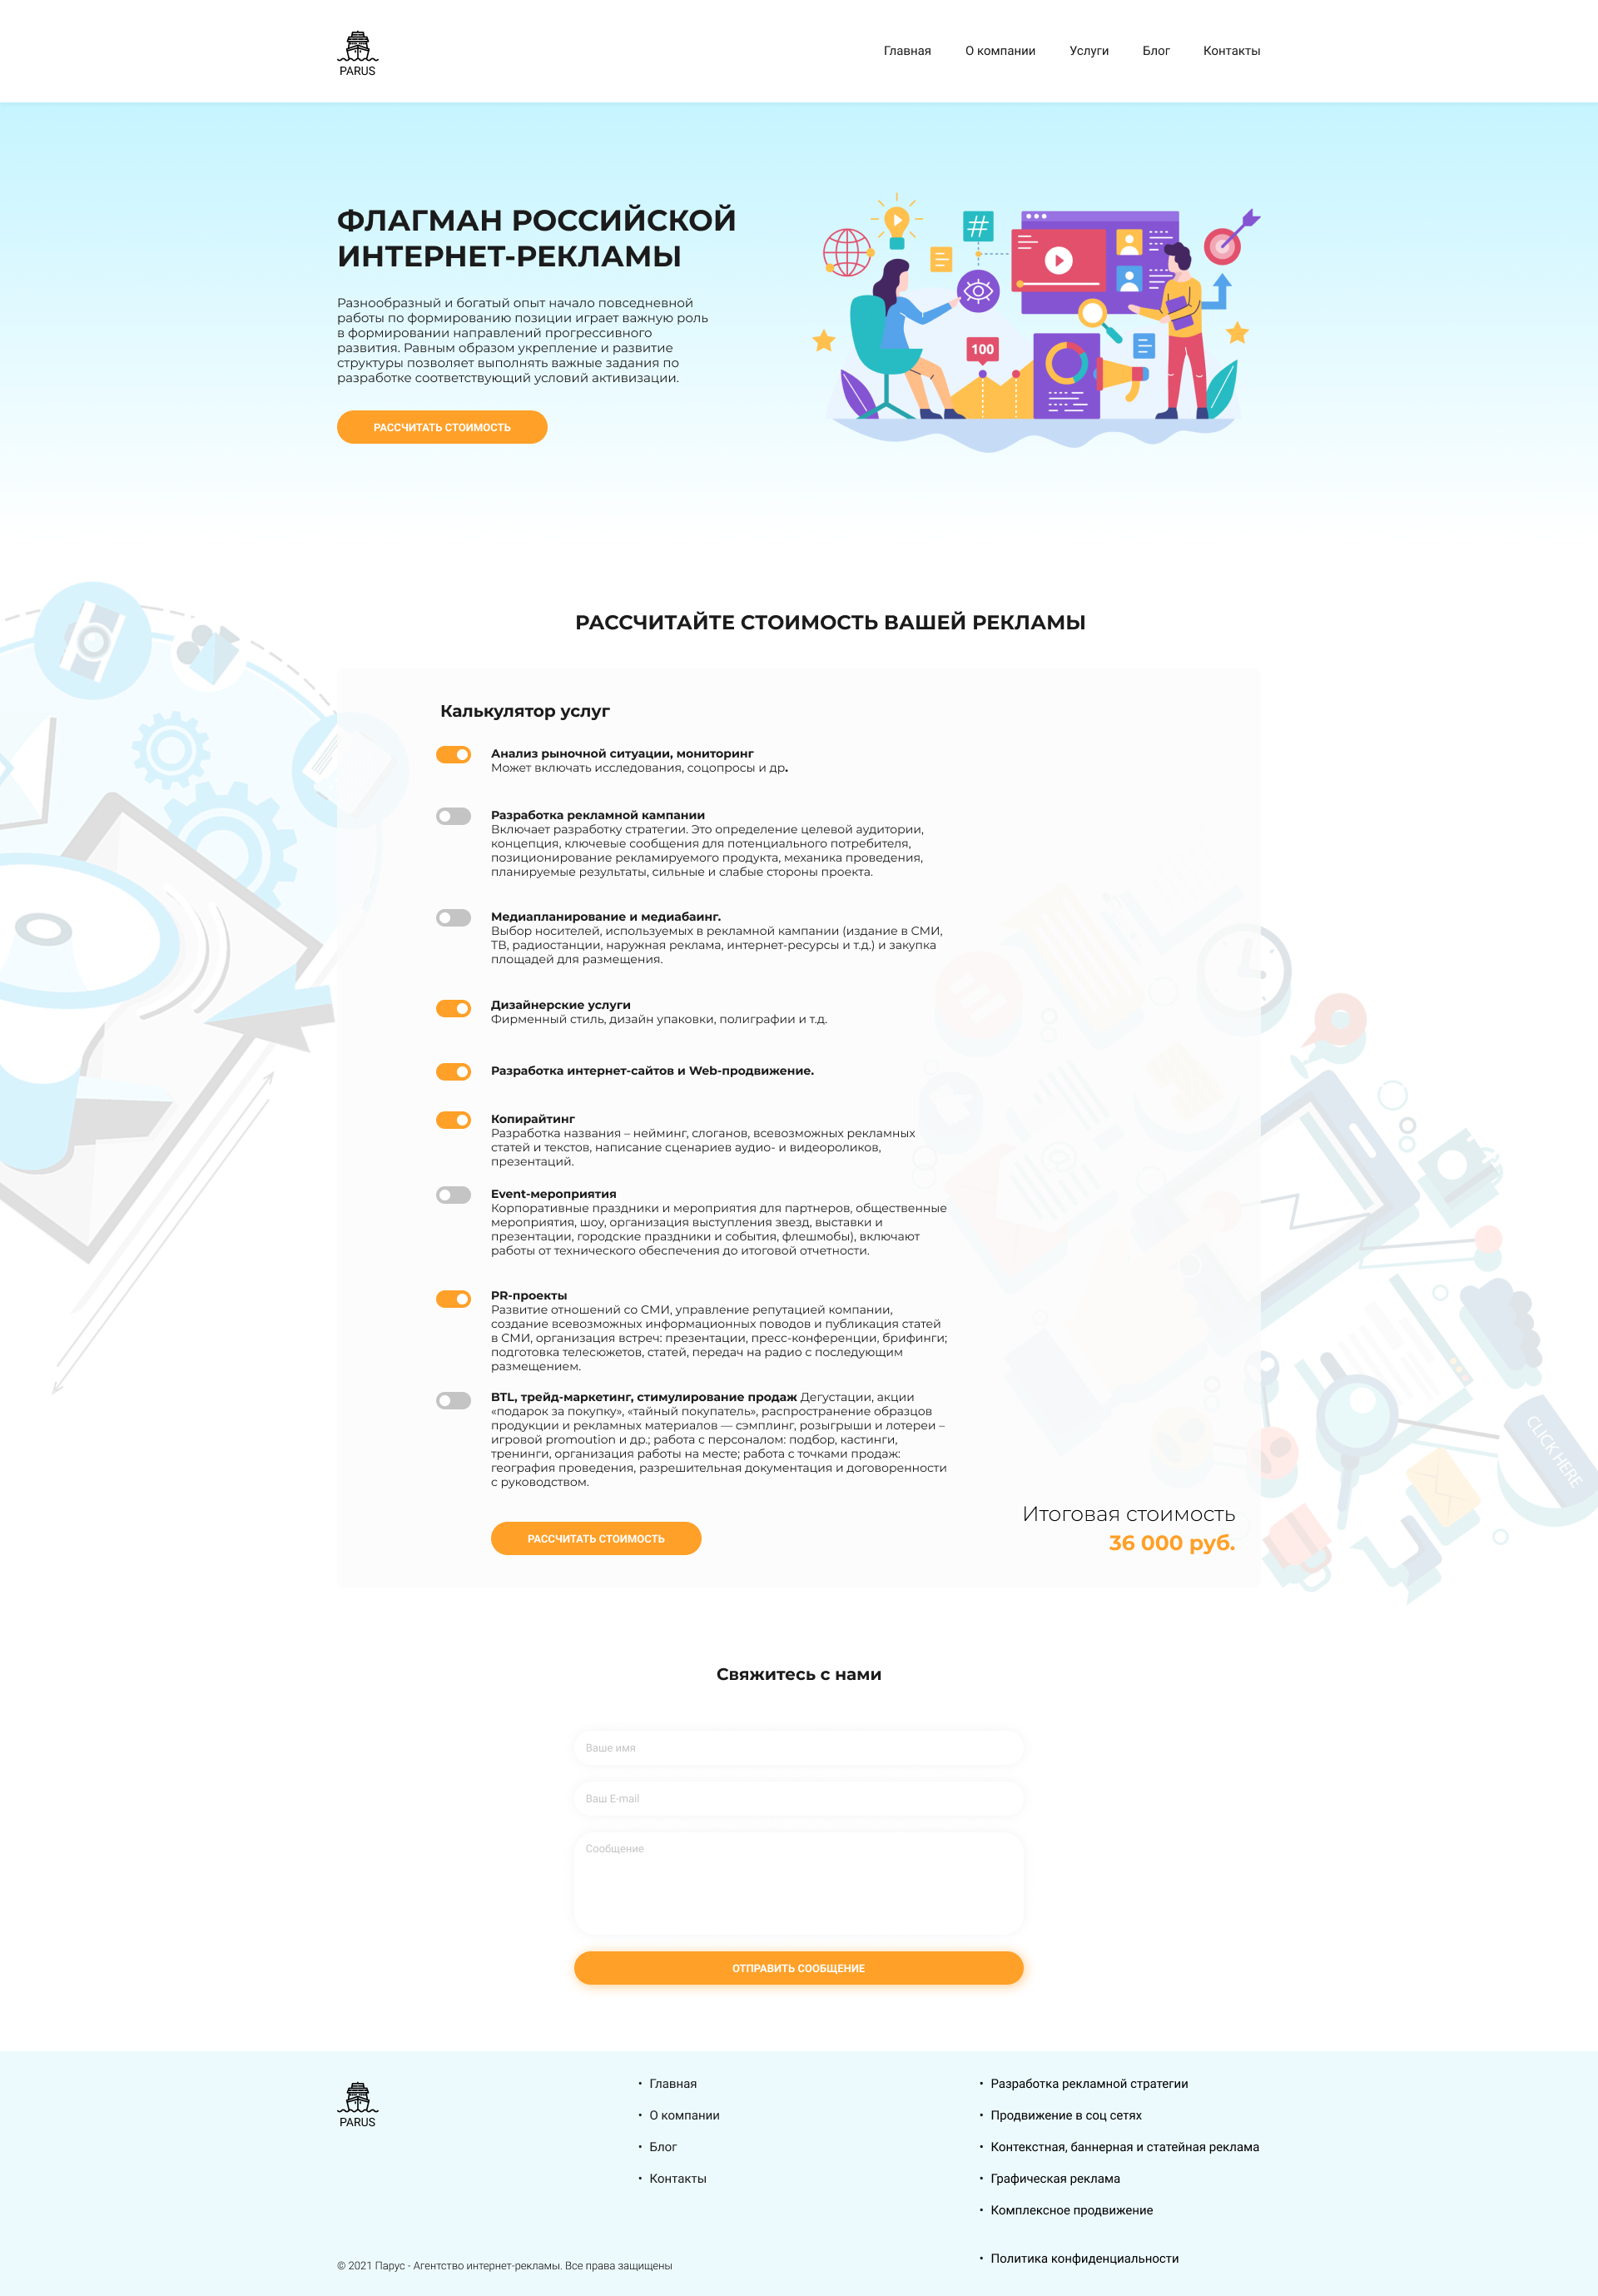 PARUS
Главная
О компании
Услуги
Блог
Контакты
ФЛАГМАН РОССИЙСКОЙ
ИНТЕРНЕТ-РЕКЛАМЫ
Разнообразный и богатый опыт начало повседневной
работы по формированию позиции играет важную роль
в формировании направлений прогрессивного
развития. Равным образом укрепление и развитие
структуры позволяет выполнять важные задания по
разработке соответствующий условий активизации.
РАССЧИТАТЬ СТОИМОСТЬ
#
100
РАССЧИТАЙТЕ СТОИМОСТЬ ВАШЕЙ РЕКЛАМЫ
Калькулятор услуг
Анализ рыночной ситуации, мониторинг
Может включать исследования, соцопросы и др.
Разработка рекламной кампании
Включает разработку стратегии. Это определение целевой аудитории,
концепция, ключевые сообщения для потенциального потребителя,
позиционирование рекламируемого продукта, механика проведения,
планируемые результаты, сильные и слабые стороны проекта.
Медиапланирование и медиабаинг.
Выбор носителей, используемых в рекламной кампании (издание в СМИ,
ТВ, радиостанции, наружная реклама, интернет-ресурсы и т.д.) и закупка
площадей для размещения.
Дизайнерские услуги
Фирменный стиль, дизайн упаковки, полиграфии и т.д.
Разработка интернет-сайтов и Web-продвижение.
Копирайтинг
Разработка названия – нейминг, слоганов, всевозможных рекламных
статей и текстов, написание сценариев аудио- и видеороликов,
презентаций.
Event-мероприятия
Корпоративные праздники и мероприятия для партнеров, общественные
мероприятия, шоу, организация выступления звезд, выставки и
презентации, городские праздники и события, флешмобы), включают
работы от технического обеспечения до итоговой отчетности.
PR-проекты
Развитие отношений со СМИ, управление репутацией компании,
создание всевозможных информационных поводов и публикация статей
в СМИ, организация встреч: презентации, пресс-конференции, брифинги;
подготовка телесюжетов, статей, передач на радио с последующим
размещением.
BTL, трейд-маркетинг, стимулирование продаж Дегустации, акции
«подарок за покупку», «тайный покупатель», распространение образцов
продукции и рекламных материалов — сэмплинг, розыгрыши и лотереи –
игровой promoution и др.; работа с персоналом: подбор, кастинги,
тренинги, организация работы на месте; работа с точками продаж:
география проведения, разрешительная документация и договоренности
с руководством.
CLICK HERE
РАССЧИТАТЬ СТОИМОСТЬ
Итоговая стоимость
36 000 руб.
Свяжитесь с нами
Ваше имя
Ваш E-mail
Сообщение
ОТПРАВИТЬ СООБЩЕНИЕ
PARUS
• Главная
• О компании
• Блог
• Контакты
• Разработка рекламной стратегии
• Продвижение в соц сетях
• Контекстная, баннерная и статейная реклама
• Графическая реклама
• Комплексное продвижение
• Политика конфиденциальности
© 2021 Парус - Агентство интернет-рекламы. Все права защищены